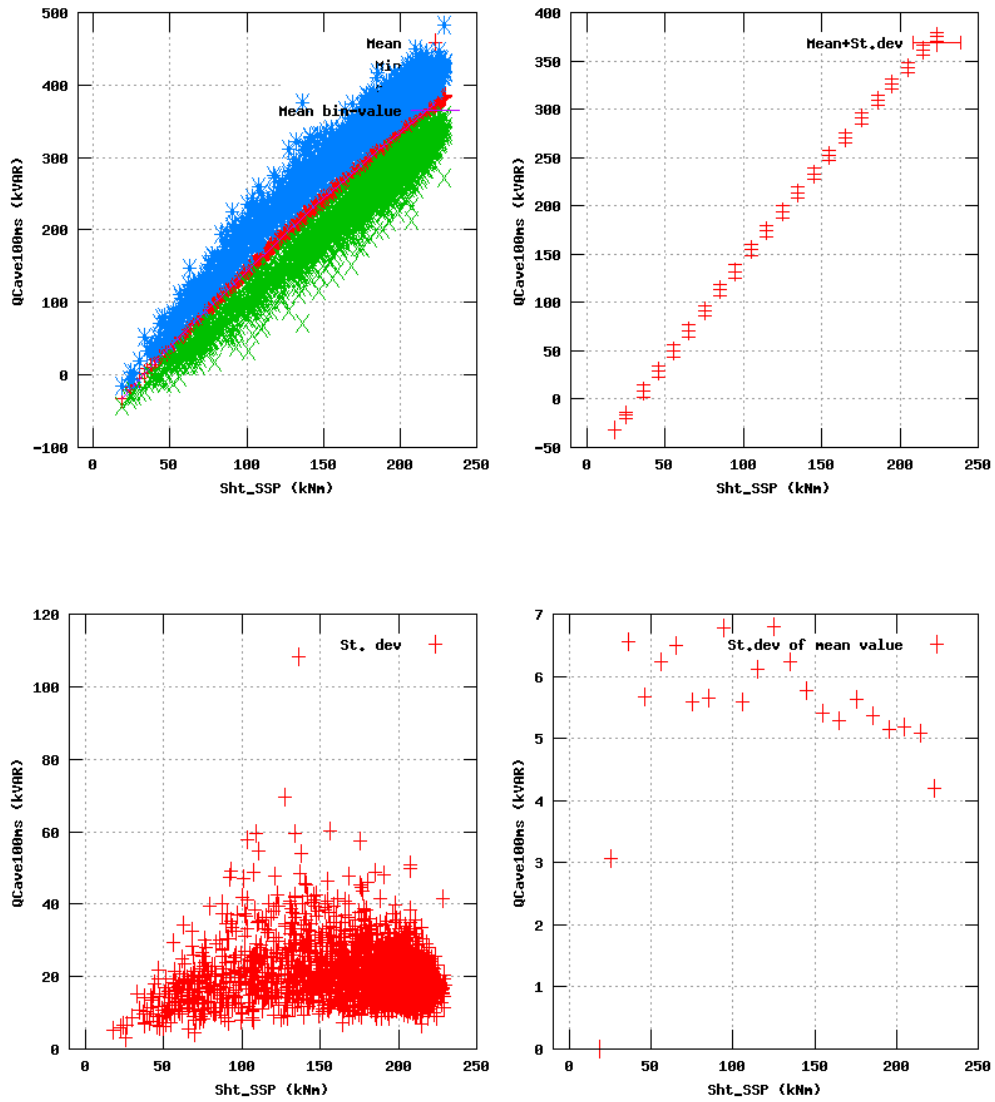 500
400
300
200
100
0
-100
0 50 100 150 200 250
QCave100ms (kVAR)
Sht_SSP (kNm)
Mean
Min
Mean bin-value
400
350
300
250
200
150
100
50
0
-50
0 50 100 150 200 250
QCave100ms (kVAR)
Sht_SSP (kNm)
Mean+St.dev
120
100
80
60
40
20
0
0 50 100 150 200 250
QCave100ms (kVAR)
Sht_SSP (kNm)
St. dev
7
6
5
4
3
2
1
0
0 50 100 150 200 250
QCave100ms (kVAR)
Sht_SSP (kNm)
St.dev of mean value